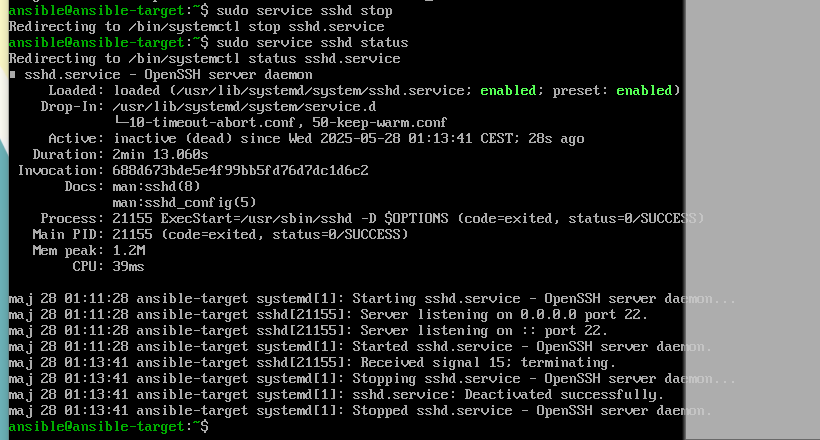 ansible@ansible-target:~$ sudo service sshd stop
Redirecting to /bin/systemctl stop sshd.service
ansible@ansible-target:~$ sudo service sshd status
Redirecting to /bin/systemctl status sshd.service
sshd.service - OpenSSH server daemon
Loaded: loaded (/usr/lib/systemd/system/sshd.service; enabled; preset: enabled)
Drop-In: /usr/lib/systemd/system/service.d
└─10-timeout-abort.conf, 50-keep-warm.conf
Active: inactive (dead) since Wed 2025-05-28 01:13:41 CEST; 28s ago
Duration: 2min 13.060s
Invocation: 688d673bde5e4f99bb5fd76d7dc1d6c2
Docs: man:sshd(8)
man:sshd_config(5)
Process: 21155 ExecStart=/usr/sbin/sshd -D $OPTIONS (code=exited, status=0/SUCCESS)
Main PID: 21155 (code=exited, status=0/SUCCESS)
Mem peak: 1.2M
CPU: 39ms
maj 28 01:11:28 ansible-target systemd[1]: Starting sshd.service - OpenSSH server daemon...
maj 28 01:11:28 ansible-target sshd[21155]: Server listening on 0.0.0.0 port 22.
maj 28 01:11:28 ansible-target sshd[21155]: Server listening on :: port 22.
maj 28 01:11:28 ansible-target systemd[1]: Started sshd.service - OpenSSH server daemon.
maj 28 01:13:41 ansible-target sshd[21155]: Received signal 15; terminating.
maj 28 01:13:41 ansible-target systemd[1]: Stopping sshd.service - OpenSSH server daemon...
maj 28 01:13:41 ansible-target systemd[1]: sshd.service: Deactivated successfully.
maj 28 01:13:41 ansible-target systemd[1]: Stopped sshd.service - OpenSSH server daemon.
ansible@ansible-target:~$